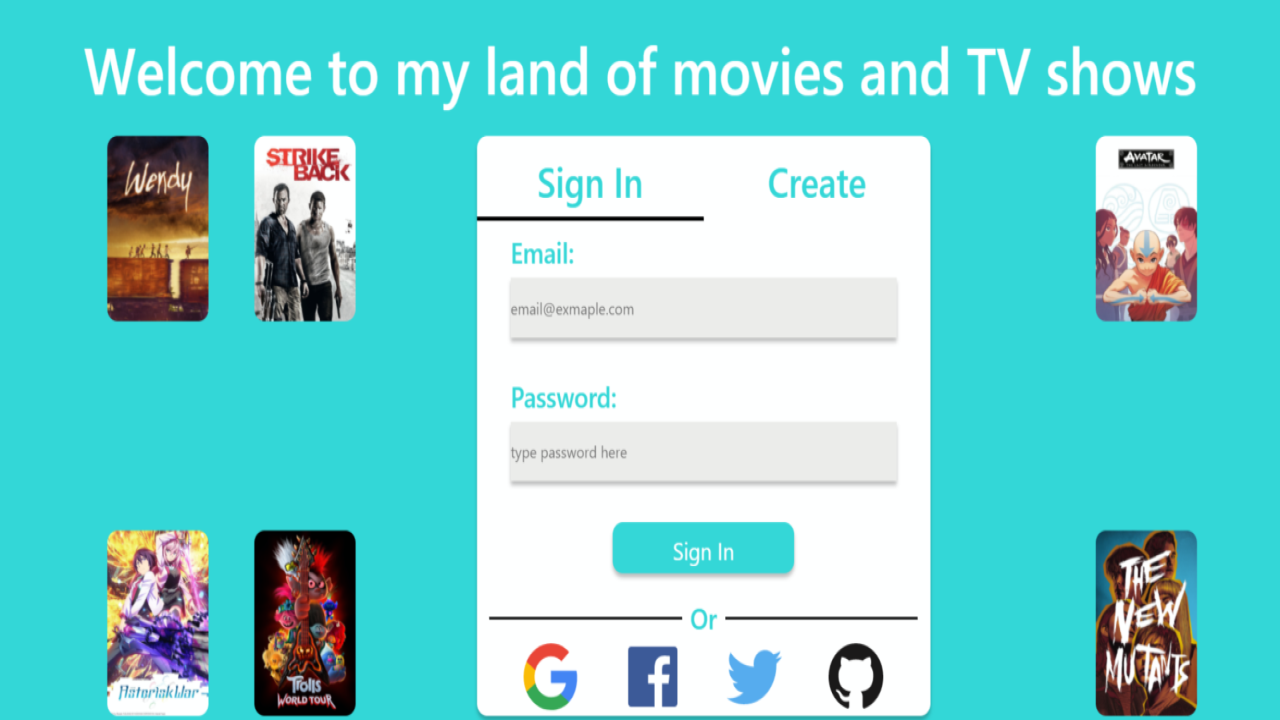 Welcome to my land of movies and TV shows
Wendy
STRIKE
BACK
Sign In
Create
AVATAR
Email:
email@exmaple.com
Password:
type password here
Sign In
Or
Trolls
WORLD TOUR
THE
NEW
MUTANTS